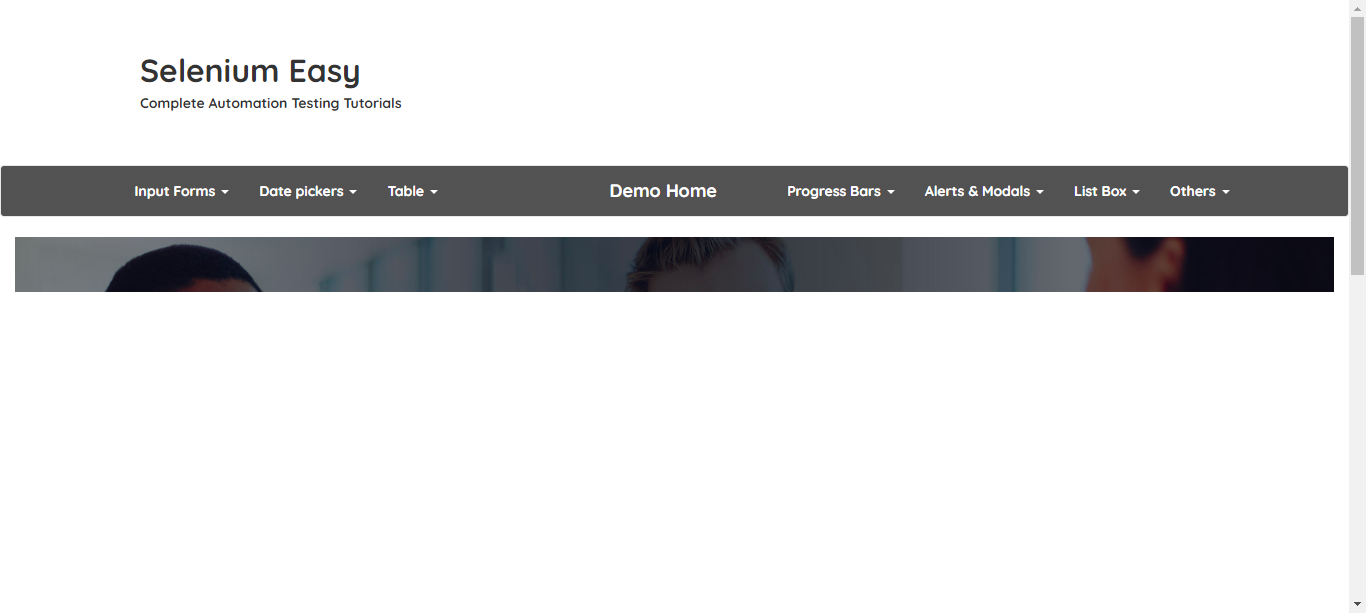 Selenium Easy
Complete Automation Testing Tutorials
Input Forms Date pickers Table Demo Home Progress Bars Alerts & Modals List Box Others